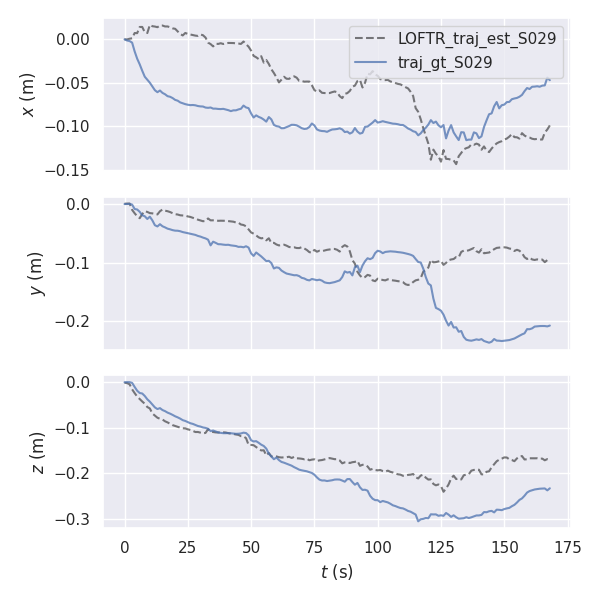 0.00
−0.05
−0.10
−0.15
x (m)
LOFTR_traj_est_S029
traj_gt_S029
0.0
−0.1
−0.2
y (m)
0.0
−0.1
−0.2
−0.3
z (m)
0 25 50 75 100 125 150 175
t (s)